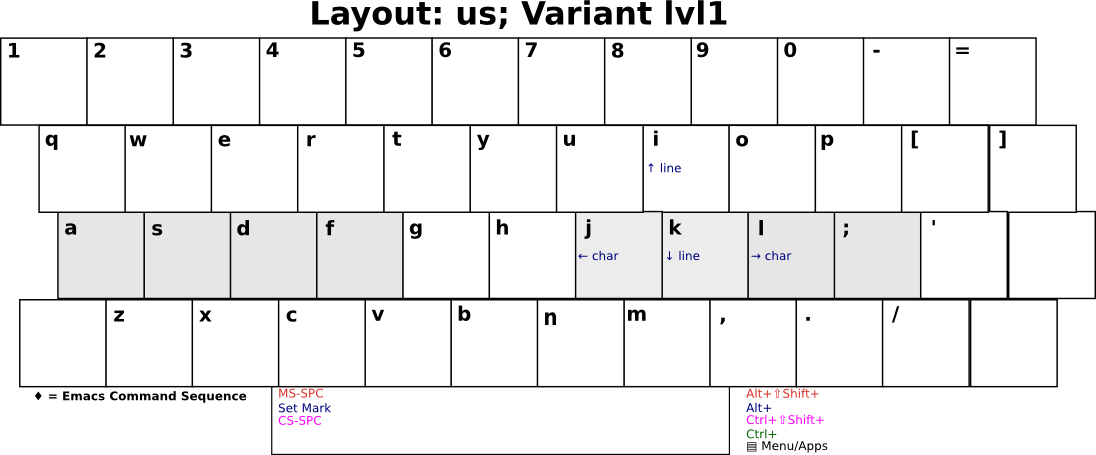 Layout: us; Variant lvl1
1 2 3 4 5 6 7 8 9 0 - =
q w e r t y u i o p [ ]
↑ line
a s d f g h j k l ; '
← char ↓ line → char
z x c v b n m , . /
♦ = Emacs Command Sequence
MS-SPC
Set Mark
CS-SPC
Alt+⇧Shift+
Alt+
Ctrl+⇧Shift+
Ctrl+
▤ Menu/Apps